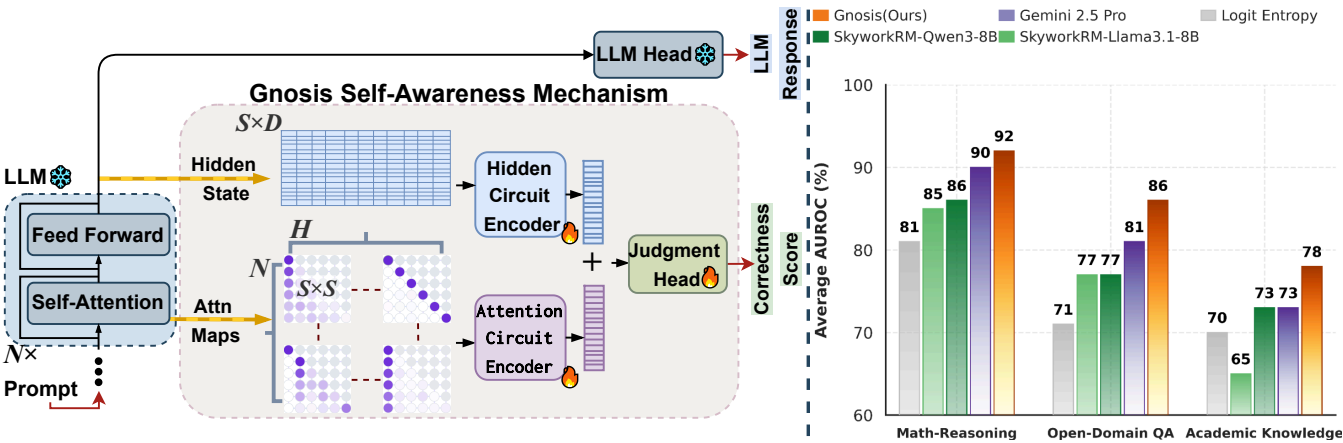 LLM Head
LLM
Response
Gnosis Self-Awareness Mechanism
S×D
Hidden
State
Hidden
Circuit
Encoder
LLM
Feed Forward
Self-Attention
N×
Prompt
Attn
Maps
H
N
S×S
Attention
Circuit
Encoder
+
Judgment
Head
Correctness
Score
Gnosis(Ours)
SkyworkRM-Qwen3-8B
Gemini 2.5 Pro
SkyworkRM-Llama3.1-8B
Logit Entropy
Average AUROC (%)
100
90
80
70
60
81
85
86
90
92
71
77
77
81
86
70
65
73
73
78
Math-Reasoning
Open-Domain QA
Academic Knowledge